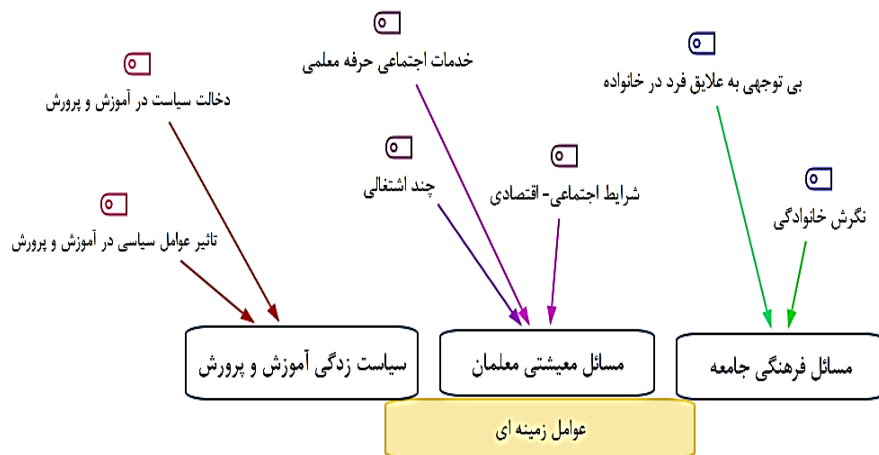 بی توجهی به علایق فرد در خانواده
خدمات اجتماعی حرفه معلمی
دخالت سیاست در آموزش و پرورش
نگرش خانوادگی
شرایط اجتماعی- اقتصادی
چند اشتغالی
تاثیر عوامل سیاسی در آموزش و پرورش
مسائل فرهنگی جامعه
مسائل معیشتی معلمان
سیاست زدگی آموزش و پرورش
عوامل زمینه ای